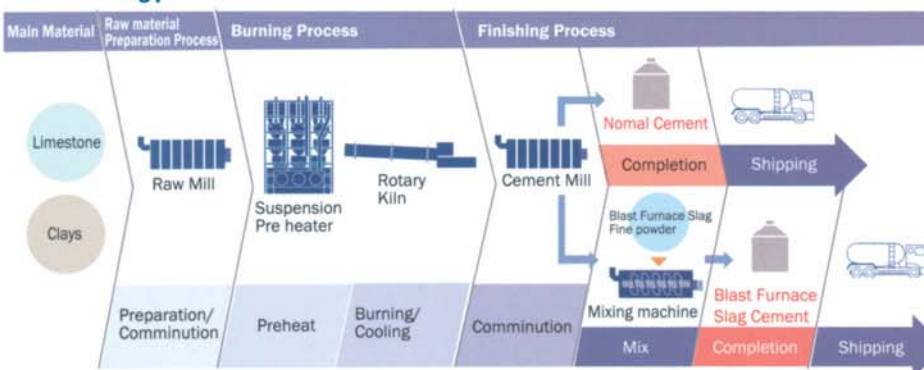 Main Material
Raw material
Preparation Process
Burning Process
Finishing Process
Limestone
Clays
Raw Mill
Suspension
Pre heater
Rotary
Kiln
Cement Mill
Nomal Cement
Completion
Shipping
Blast Furnace Slag
Fine powder
Mixing machine
Blast Furnace
Slag Cement
Preparation/
Comminution
Preheat
Burning/
Cooling
Comminution
Mix
Completion
Shipping